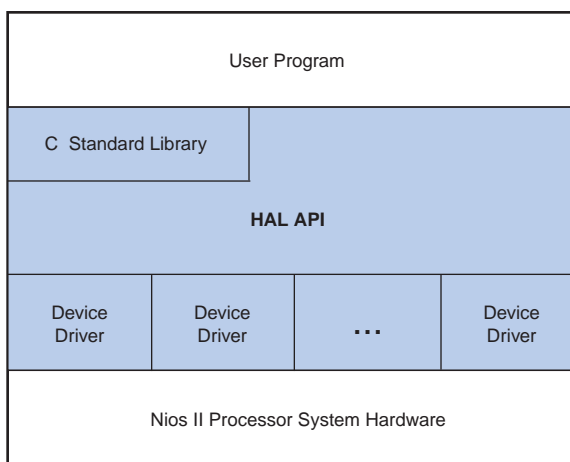 User Program
C Standard Library
HAL API
Device
Driver
Device
Driver
...
Device
Driver
Nios II Processor System Hardware